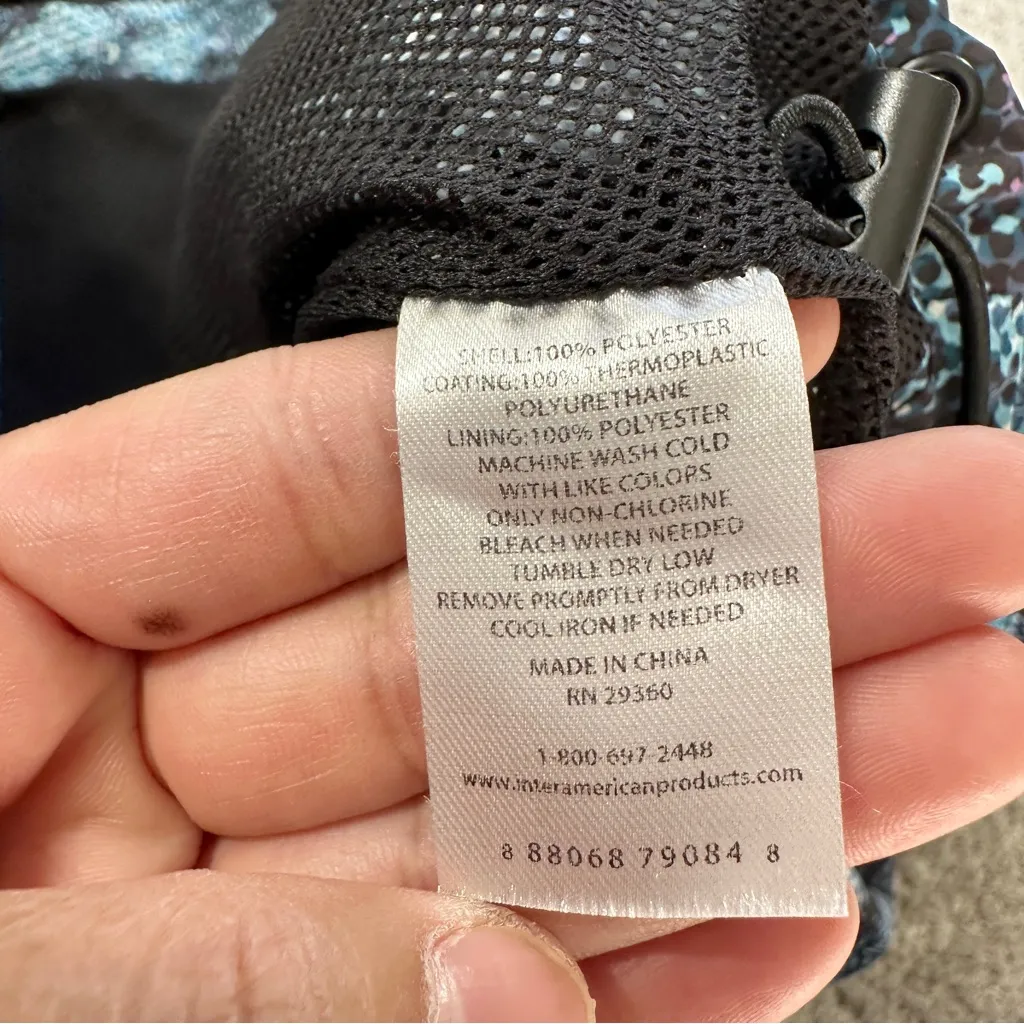 SHELL:100% POLYESTER
COATING:100% THERMOPLASTIC
POLYURETHANE
LINING:100% POLYESTER
MACHINE WASH COLD
WITH LIKE COLOPS
ONLY NON-CHLORINE
BLEACH WHEN NEEDED
TUMBLE DRY LOW
REMOVE PROMPTLY FROM DRYER
COOL IRON IF NEEDED
MADE IN CHINA
RN 29360
1-800-697-2448
www.interamericanproducts.com
8 88068 79084 8